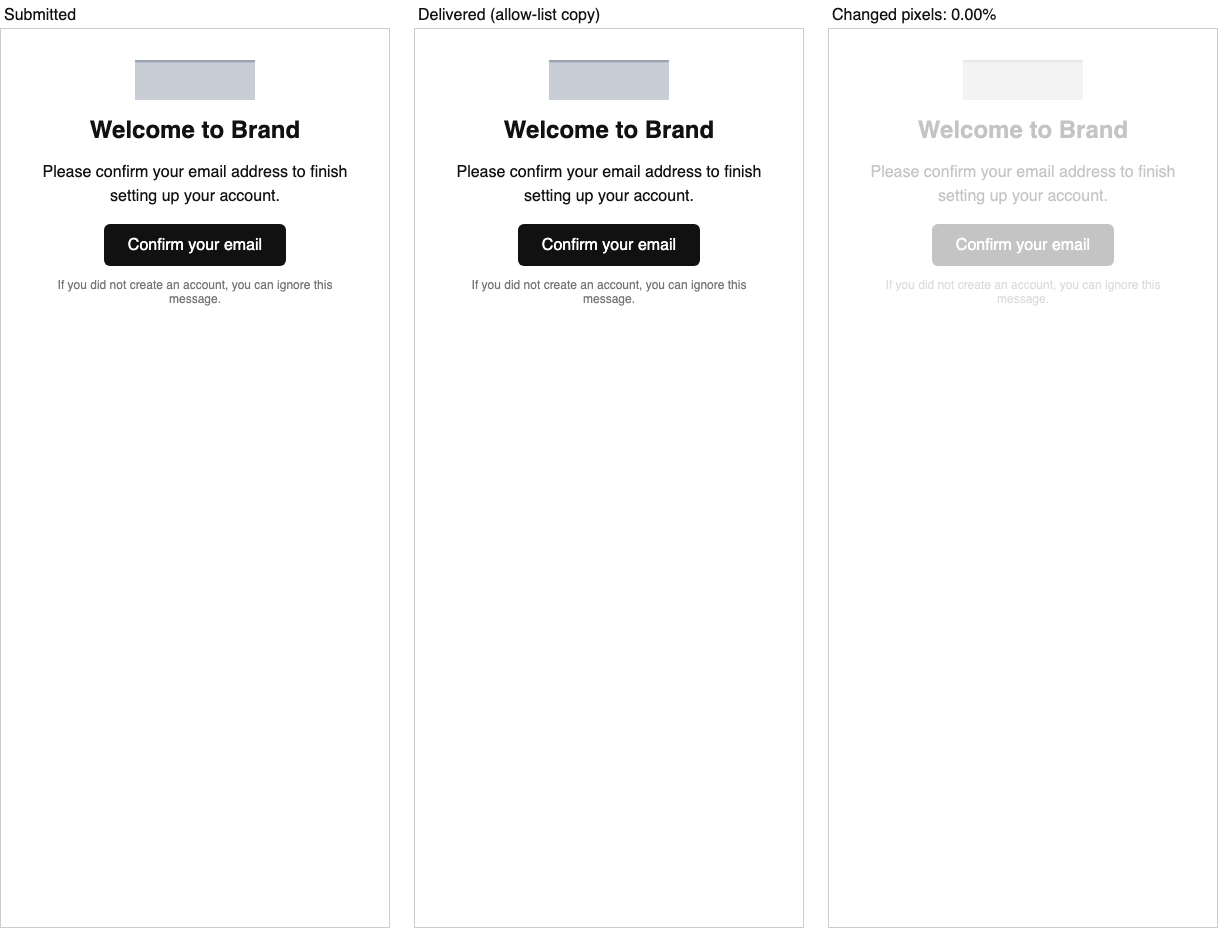 Submitted
Welcome to Brand
Please confirm your email address to finish
setting up your account.
Confirm your email
If you did not create an account, you can ignore this
message.
Delivered (allow-list copy)
Welcome to Brand
Please confirm your email address to finish
setting up your account.
Confirm your email
If you did not create an account, you can ignore this
message.
Changed pixels: 0.00%
Welcome to Brand
Please confirm your email address to finish
setting up your account.
Confirm your email
If you did not create an account, you can ignore this
message.